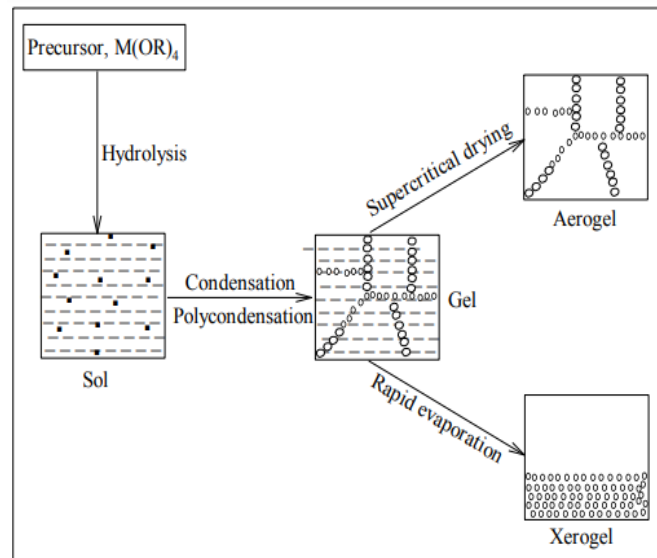 Precursor, M(OR)4
Hydrolysis
Sol
Condensation
Polycondensation
Gel
Supercritical drying
Aerogel
Rapid evaporation
Xerogel